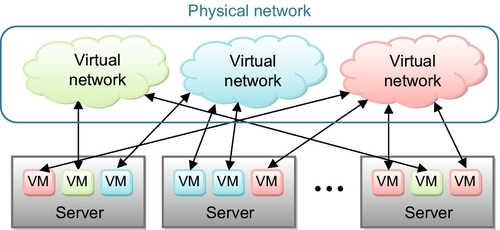 Physical network
Virtual
network
Virtual
network
Virtual
network
VM VM VM
Server
VM VM VM
Server
...
VM VM VM
Server